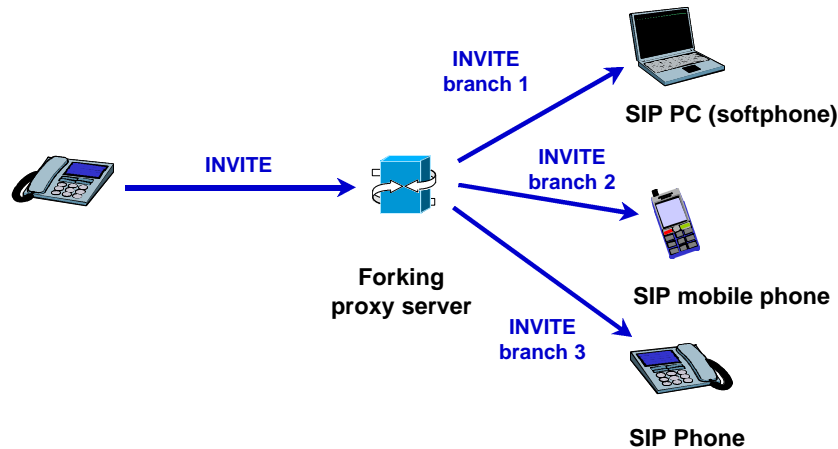 INVITE
branch 1
SIP PC (softphone)
INVITE
INVITE
branch 2
Forking
proxy server
SIP mobile phone
INVITE
branch 3
SIP Phone